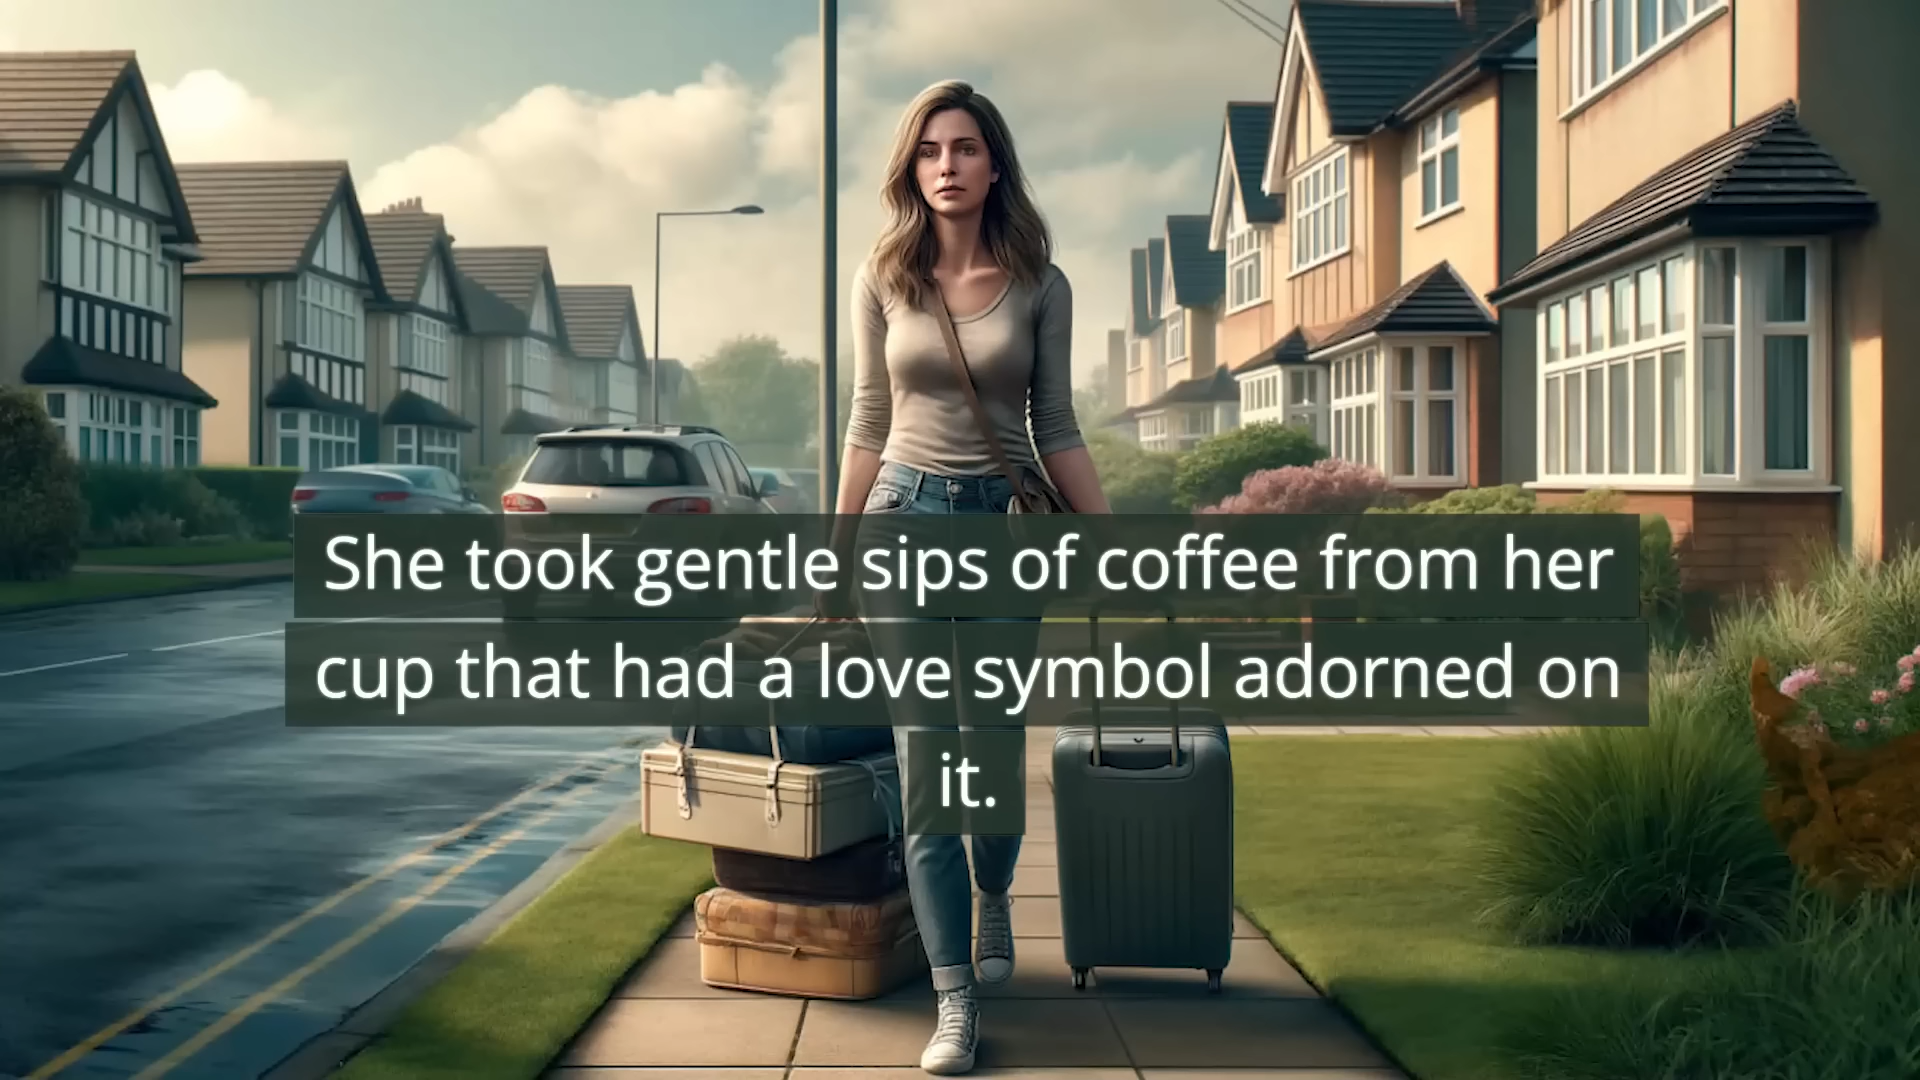 She took gentle sips of coffee from her
cup that had a love symbol adorned on
it.